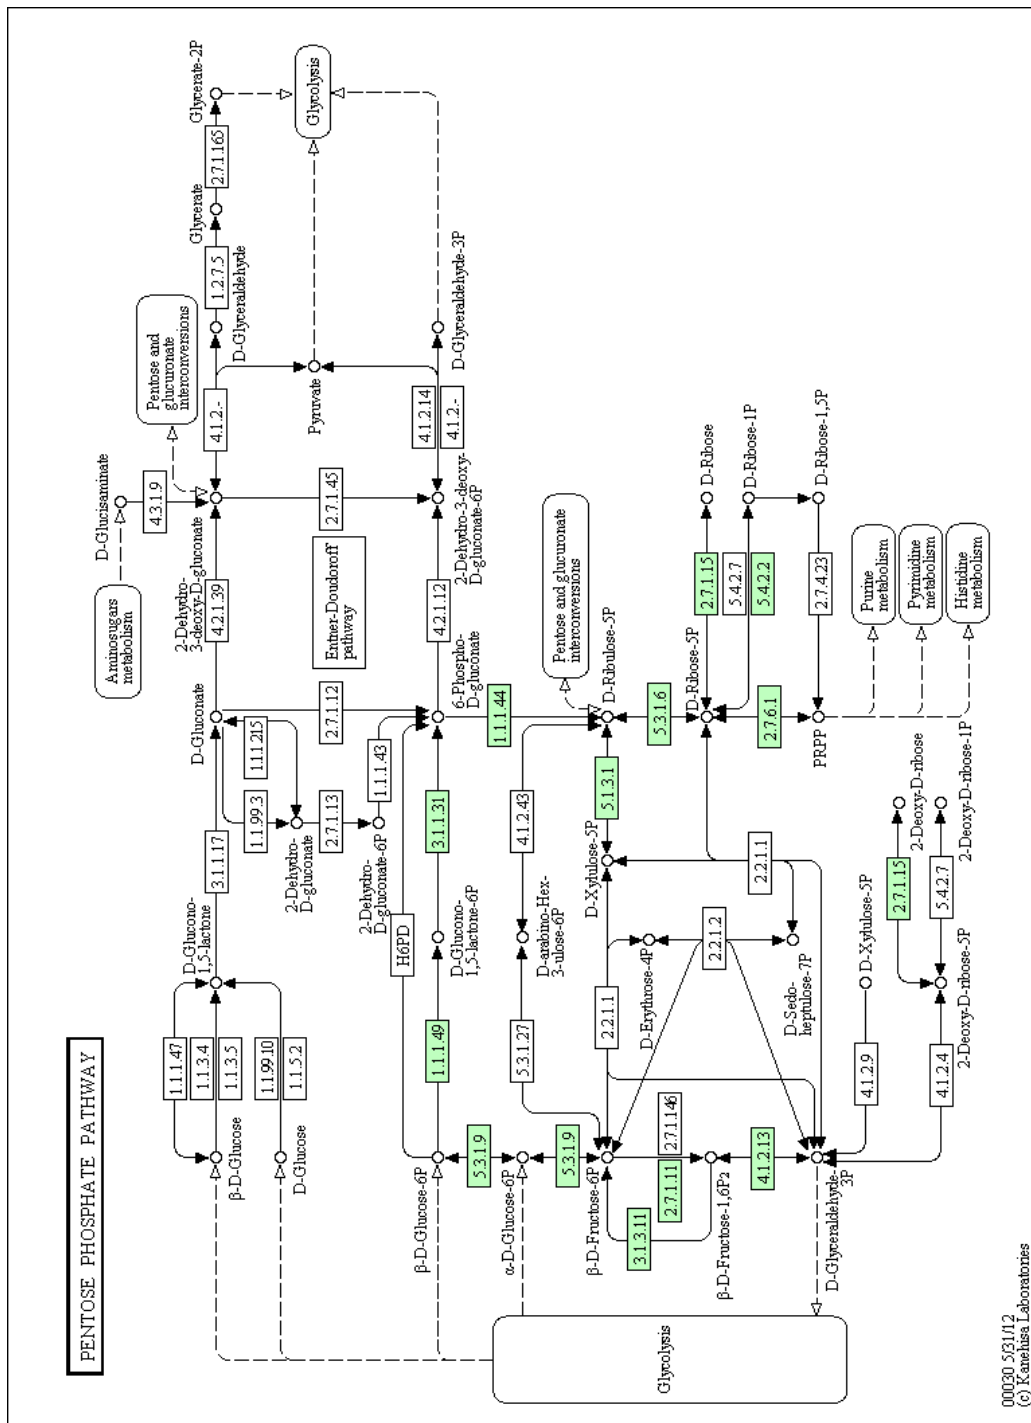 PENTOSE PHOSPHATE PATHWAY
Aminosugars
metabolism
D-Glucisaminate
4.3.1.9
Pentose and
glucuronate
interconversions
1.1.1.47
1.1.3.4
1.1.3.5
β-D-Glucose
1.1.99.10
1.1.5.2
D-Glucose
D-Glucono-
1,5-lactone
3.1.1.17
D-Gluconate
4.2.1.39
2-Dehydro-
3-deoxy-D-gluconate
4.1.2.-
D-Glyceraldehyde
1.2.7.5
Glycerate
2.7.1.165
Glycerate-2P
1.1.1.215
1.1.99.3
2-Dehydro-
D-gluconate
2.7.1.13
2-Dehydro-
D-gluconate-6P
1.1.1.43
2.7.1.12
Entner-Doudoroff
pathway
2.7.1.45
Pyruvate
Glycolysis
H6PD
β-D-Glucose-6P
1.1.1.49
D-Glucono-
1,5-lactone-6P
3.1.1.31
6-Phospho-
D-gluconate
4.2.1.12
2-Dehydro-3-deoxy-
D-gluconate-6P
4.1.2.14
4.1.2.-
D-Glyceraldehyde-3P
5.3.1.9
α-D-Glucose-6P
5.3.1.9
5.3.1.27
D-arabino-Hex-
3-ulose-6P
4.1.2.43
1.1.1.44
Pentose and glucuronate
interconversions
β-D-Fructose-6P
2.2.1.1
D-Xylulose-5P
5.1.3.1
D-Ribulose-5P
3.1.3.11
2.7.1.11
2.7.1.146
D-Erythrose-4P
2.2.1.2
5.3.1.6
β-D-Fructose-1,6P2
D-Sedo-
heptulose-7P
2.2.1.1
D-Ribose-5P
2.7.1.15
D-Ribose
5.4.2.7
5.4.2.2
D-Ribose-1P
4.1.2.13
2.7.6.1
2.7.4.23
D-Ribose-1,5P
Glycolysis
D-Glyceraldehyde-
3P
PRPP
4.1.2.9
D-Xylulose-5P
2.7.1.15
2-Deoxy-D-ribose
Purine
metabolism
4.1.2.4
2-Deoxy-D-ribose-5P
5.4.2.7
2-Deoxy-D-ribose-1P
Pyrimidine
metabolism
Histidine
metabolism
00030 5/31/12
(c) Kanehisa Laboratories